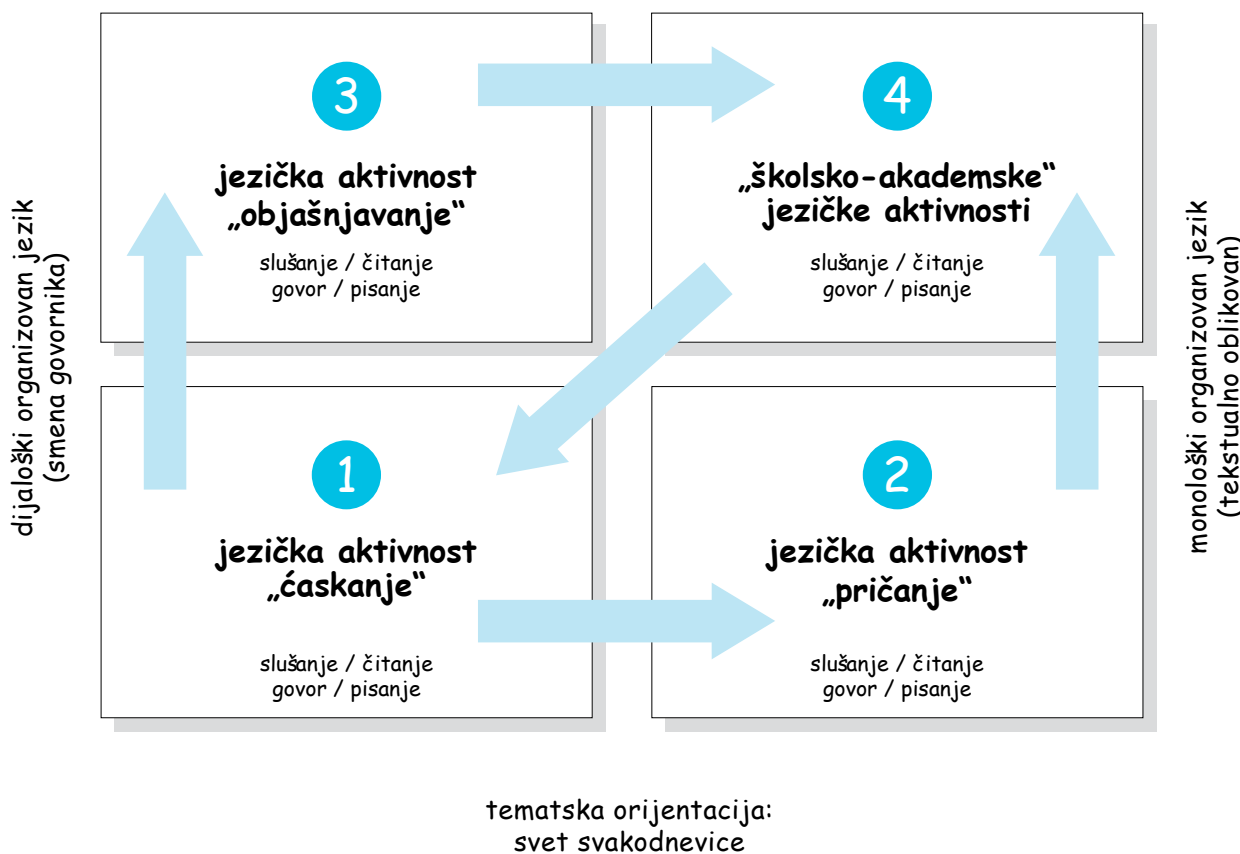 3
jezička aktivnost
„objašnjavanje“
slušanje / čitanje
govor / pisanje
4
„školsko-akademske“
jezičke aktivnosti
slušanje / čitanje
govor / pisanje
dijaloški organizovan jezik
(smena govornika)
monološki organizovan jezik
(tekstualno oblikovan)
1
jezička aktivnost
„ćaskanje“
slušanje / čitanje
govor / pisanje
2
jezička aktivnost
„pričanje“
slušanje / čitanje
govor / pisanje
tematska orijentacija:
svet svakodnevice